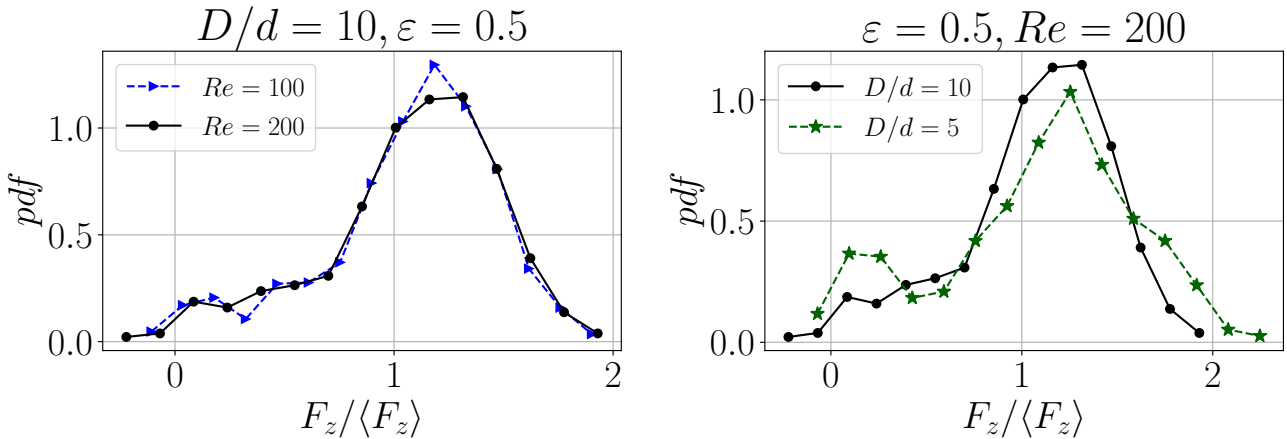 D/d = 10, ε = 0.5
Re = 100
Re = 200
pdf
1.0
0.5
0.0
0 1 2
F_z/⟨F_z⟩
ε = 0.5, Re = 200
D/d = 10
D/d = 5
pdf
1.0
0.5
0.0
0 1 2
F_z/⟨F_z⟩